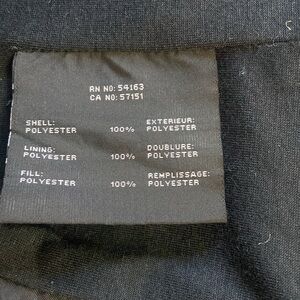 RN NO: 54163
CA NO: 57151
SHELL: EXTERIEUR:
POLYESTER 100% POLYESTER
LINING: DOUBLURE:
POLYESTER 100% POLYESTER
FILL: REMPLISSAGE:
POLYESTER 100% POLYESTER